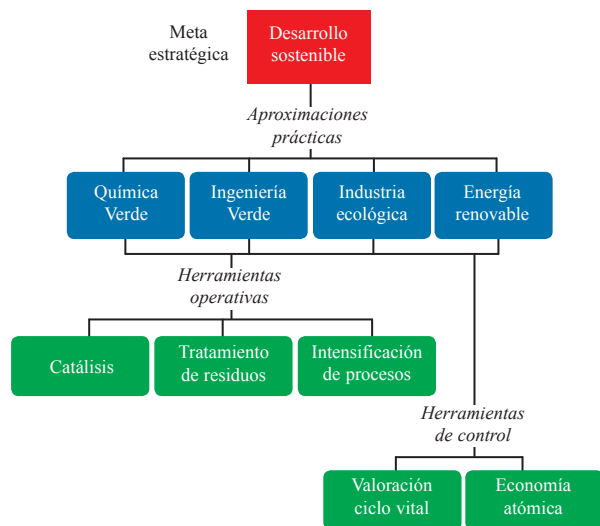 Meta
estratégica
Desarrollo
sostenible
Aproximaciones
prácticas
Química
Verde
Ingeniería
Verde
Industria
ecológica
Energía
renovable
Herramientas
operativas
Catálisis
Tratamiento
de residuos
Intensificación
de procesos
Herramientas
de control
Valoración
ciclo vital
Economía
atómica